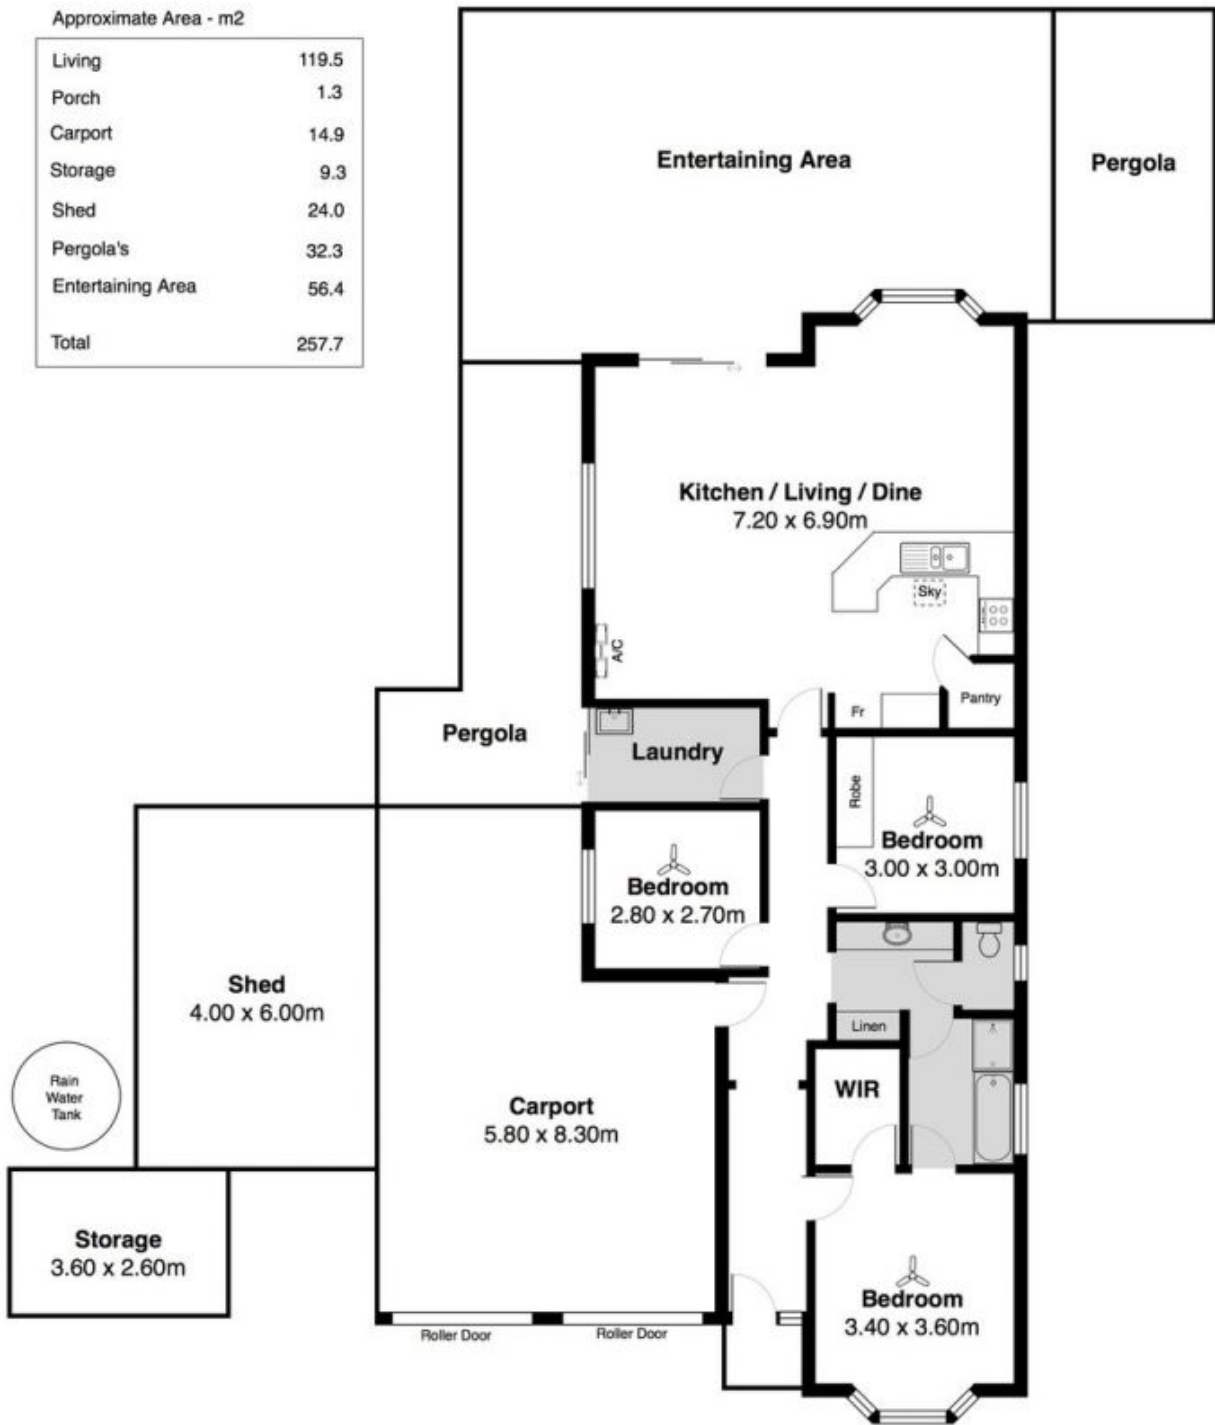 Approximate Area - m2
Living 119.5
Porch 1.3
Carport 14.9
Storage 9.3
Shed 24.0
Pergola's 32.3
Entertaining Area 56.4
Total 257.7
Entertaining Area
Pergola
Kitchen / Living / Dine
7.20 x 6.90m
Sky
A/C
Pantry
Fr
Pergola
Laundry
Robe
Bedroom
3.00 x 3.00m
Bedroom
2.80 x 2.70m
Shed
4.00 x 6.00m
Linen
Rain
Water
Tank
WIR
Carport
5.80 x 8.30m
Storage
3.60 x 2.60m
Bedroom
3.40 x 3.60m
Roller Door
Roller Door